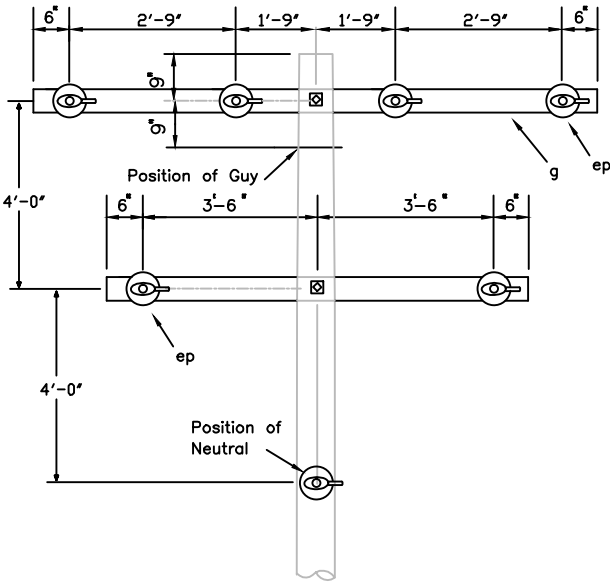 6" 2'-9" 1'-9" 1'-9" 2'-9" 6"
9"
9"
ep
g
Position of Guy
4'-0"
6" 3'-6" 3'-6" 6"
ep
4'-0"
Position of
Neutral